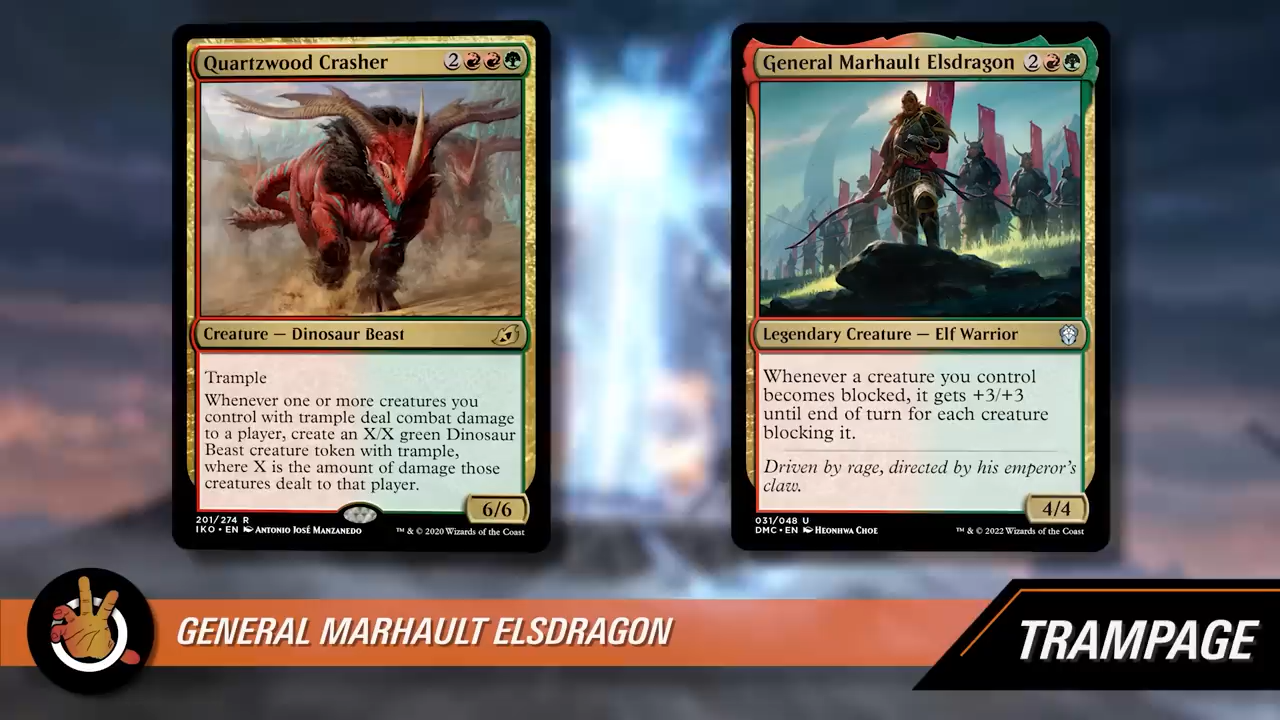 Quartzwood Crasher 2
Creature — Dinosaur Beast
Trample
Whenever one or more creatures you
control with trample deal combat damage
to a player, create an X/X green Dinosaur
Beast creature token with trample,
where X is the amount of damage those
creatures dealt to that player.
6/6
201/274 R
IKO • EN Antonio José Manzanedo
™ & © 2020 Wizards of the Coast
General Marhault Elsdragon 2
Legendary Creature — Elf Warrior
Whenever a creature you control
becomes blocked, it gets +3/+3
until end of turn for each creature
blocking it.
Driven by rage, directed by his emperor's
claw.
4/4
031/048 U
DMC • EN Heonhwa Choe
™ & © 2022 Wizards of the Coast
GENERAL MARHAULT ELSDRAGON
TRAMPAGE